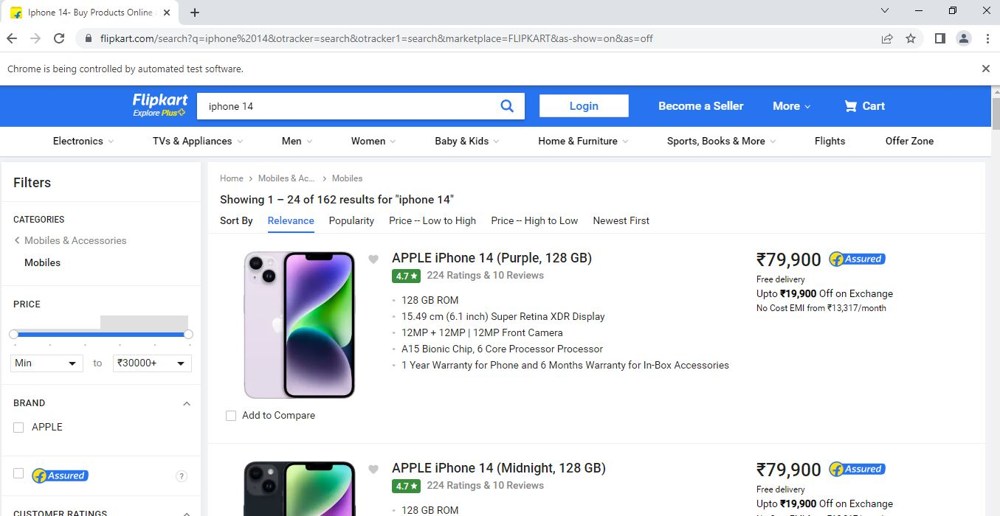 Iphone 14- Buy Products Online
flipkart.com/search?q=iphone%2014&otracker=search&otracker1=search&marketplace=FLIPKART&as-show=on&as=off
Chrome is being controlled by automated test software.
Flipkart
Explore Plus
iphone 14
Login
Become a Seller
More
Cart
Electronics
TVs & Appliances
Men
Women
Baby & Kids
Home & Furniture
Sports, Books & More
Flights
Offer Zone
Filters
CATEGORIES
Mobiles & Accessories
Mobiles
PRICE
Min
to
₹30000+
BRAND
APPLE
Assured
?
CUSTOMER RATINGS
Home
Mobiles & Ac...
Mobiles
Showing 1 – 24 of 162 results for "iphone 14"
Sort By
Relevance
Popularity
Price -- Low to High
Price -- High to Low
Newest First
APPLE iPhone 14 (Purple, 128 GB)
4.7★
224 Ratings & 10 Reviews
128 GB ROM
15.49 cm (6.1 inch) Super Retina XDR Display
12MP + 12MP | 12MP Front Camera
A15 Bionic Chip, 6 Core Processor Processor
1 Year Warranty for Phone and 6 Months Warranty for In-Box Accessories
₹79,900
Assured
Free delivery
Upto ₹19,900 Off on Exchange
No Cost EMI from ₹13,317/month
Add to Compare
APPLE iPhone 14 (Midnight, 128 GB)
4.7★
224 Ratings & 10 Reviews
128 GB ROM
₹79,900
Assured
Free delivery
Upto ₹19,900 Off on Exchange